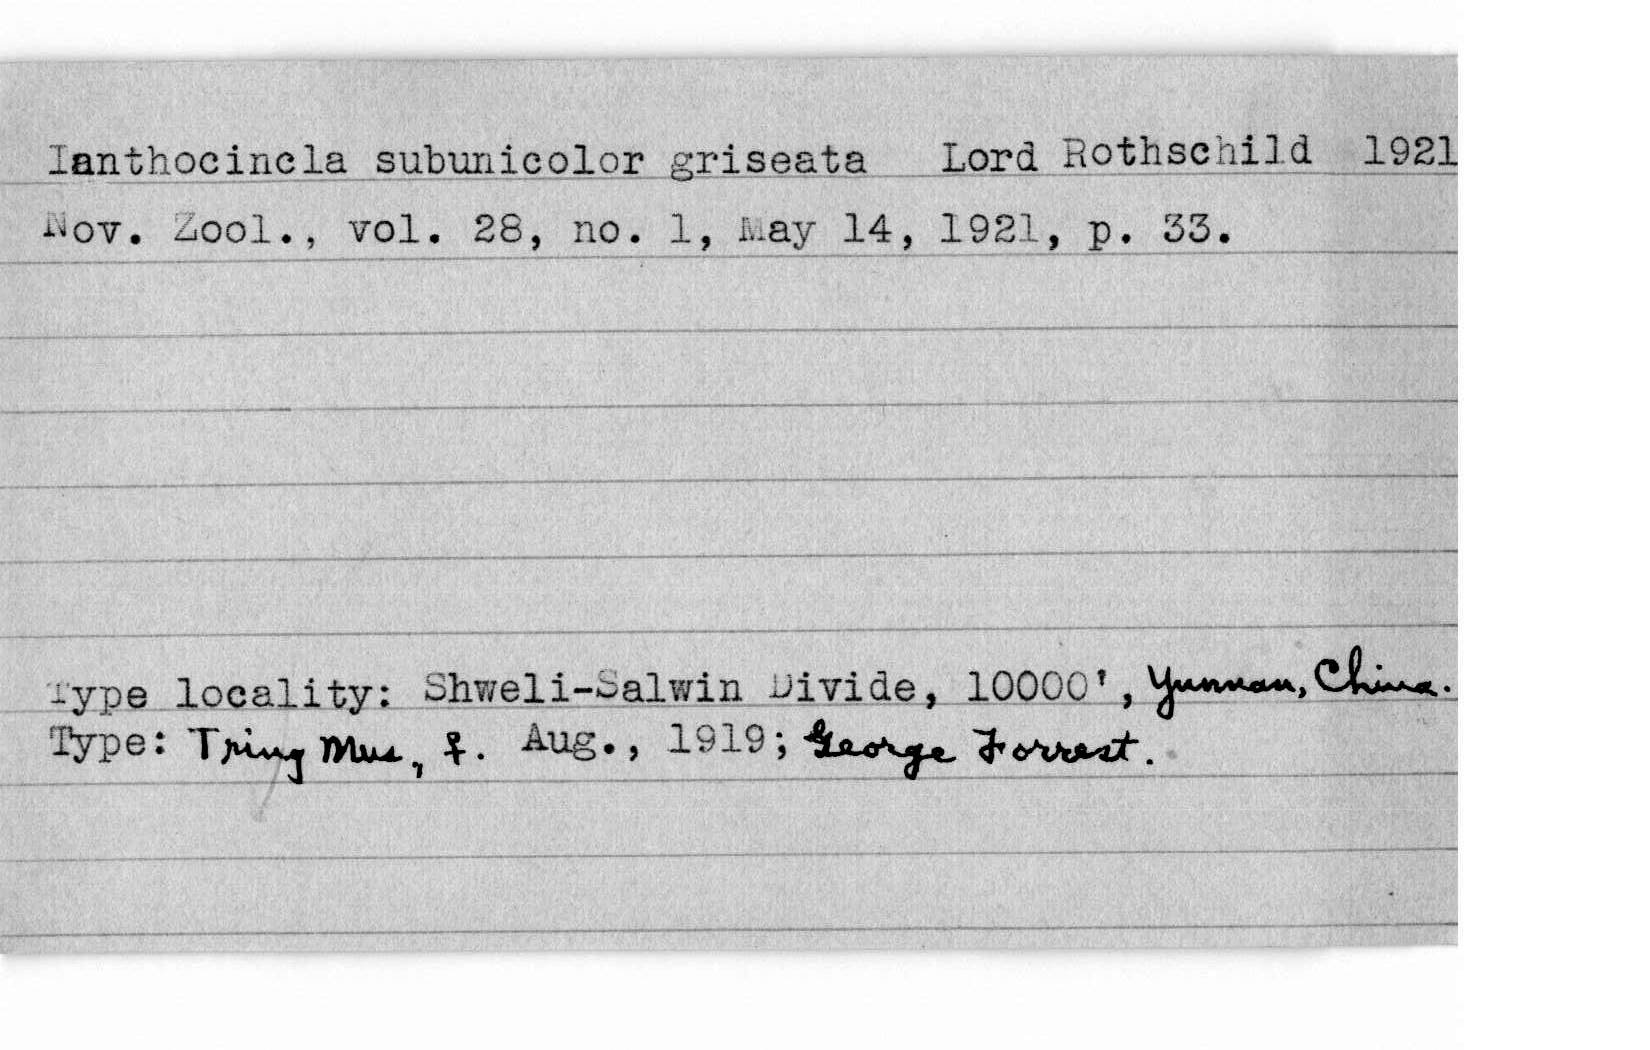 Ianthocincla subunicolor griseata Lord Rothschild 1921
Nov. Zool., vol. 28, no. 1, May 14, 1921, p. 33.
Type locality: Shweli-Salwin Divide, 10000', Yunnan, China.
Type: Tring Mus., ♀. Aug., 1919; George Forrest.